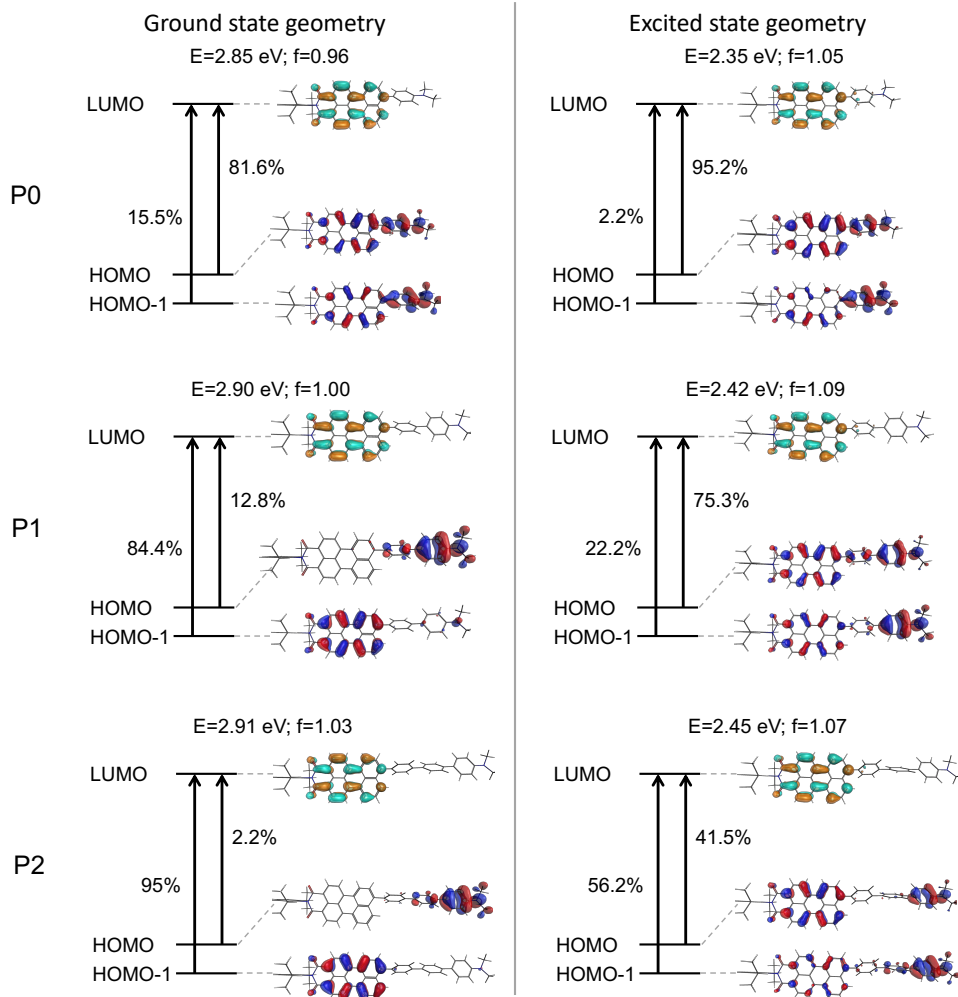 Ground state geometry
E=2.85 eV; f=0.96
LUMO
81.6%
15.5%
P0
HOMO
HOMO-1
E=2.90 eV; f=1.00
LUMO
12.8%
P1
84.4%
HOMO
HOMO-1
E=2.91 eV; f=1.03
LUMO
2.2%
P2
95%
HOMO
HOMO-1
Excited state geometry
E=2.35 eV; f=1.05
LUMO
95.2%
2.2%
HOMO
HOMO-1
E=2.42 eV; f=1.09
LUMO
75.3%
22.2%
HOMO
HOMO-1
E=2.45 eV; f=1.07
LUMO
41.5%
56.2%
HOMO
HOMO-1